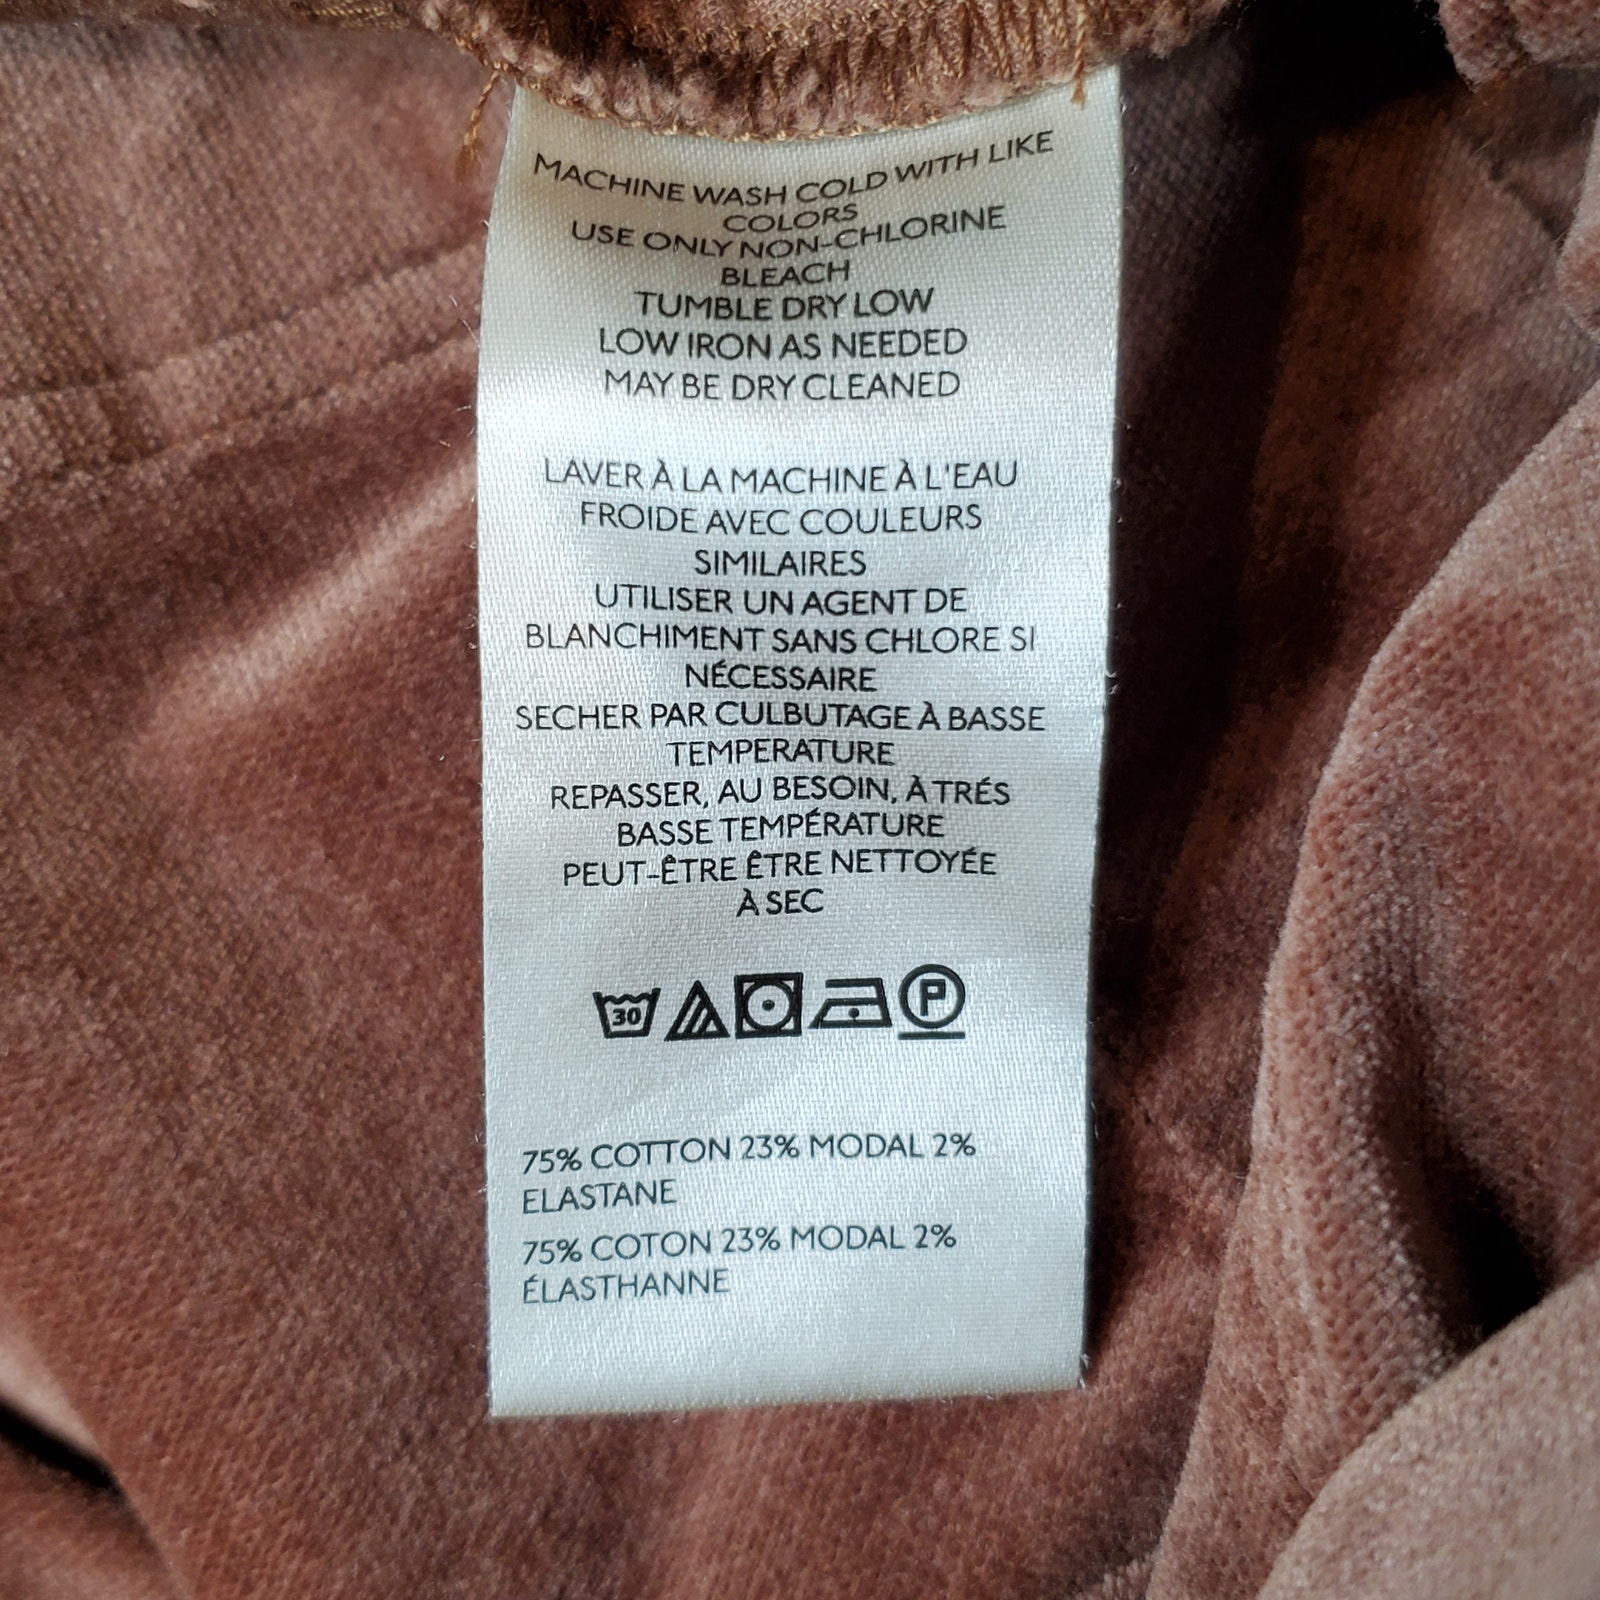 MACHINE WASH COLD WITH LIKE
COLORS
USE ONLY NON-CHLORINE
BLEACH
TUMBLE DRY LOW
LOW IRON AS NEEDED
MAY BE DRY CLEANED
LAVER À LA MACHINE À L'EAU
FROIDE AVEC COULEURS
SIMILAIRES
UTILISER UN AGENT DE
BLANCHIMENT SANS CHLORE SI
NÉCESSAIRE
SECHER PAR CULBUTAGE À BASSE
TEMPERATURE
REPASSER, AU BESOIN, À TRÉS
BASSE TEMPÉRATURE
PEUT-ÊTRE ÊTRE NETTOYÉE
À SEC
30 P
75% COTTON 23% MODAL 2%
ELASTANE
75% COTON 23% MODAL 2%
ÉLASTHANNE